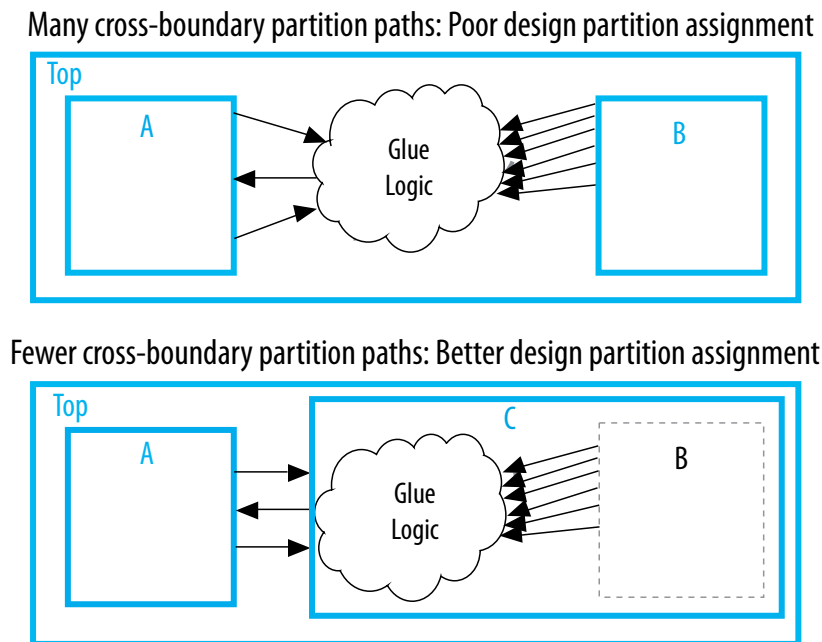 Many cross-boundary partition paths: Poor design partition assignment
Top
A
Glue
Logic
B
Fewer cross-boundary partition paths: Better design partition assignment
Top
C
A
B
Glue
Logic